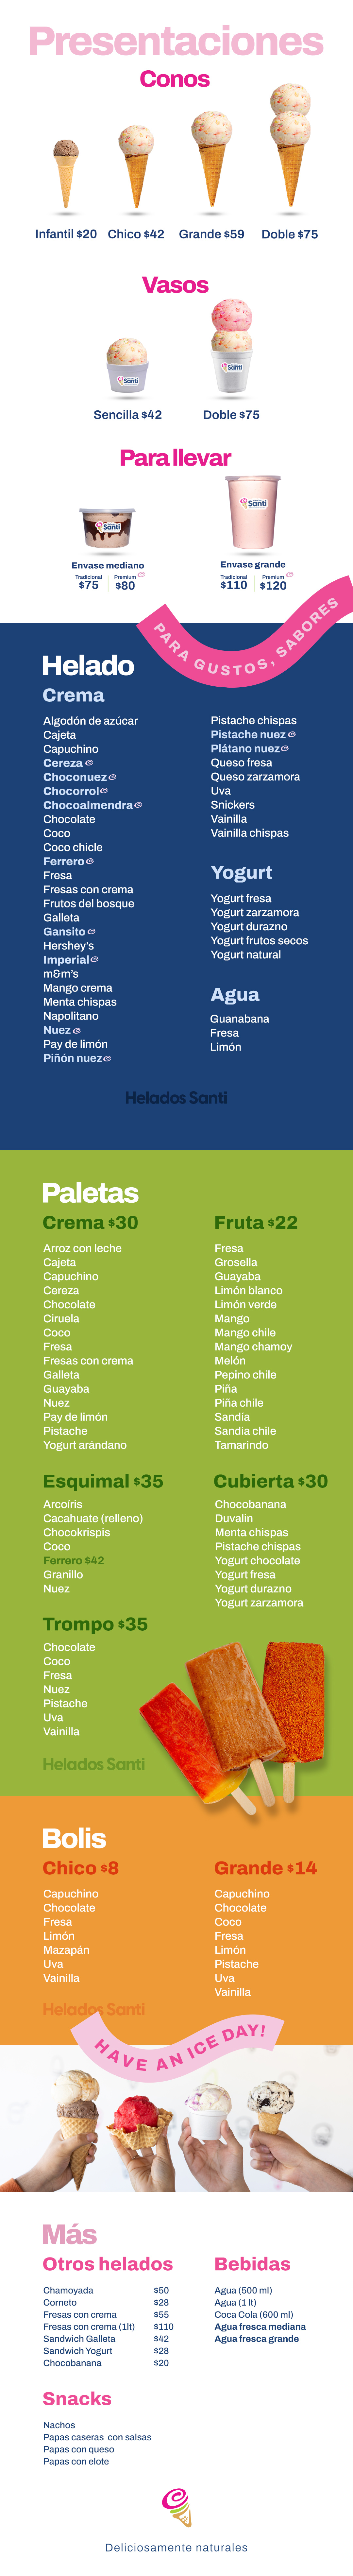 Presentaciones
Conos
Infantil $20
Chico $42
Grande $59
Doble $75
Vasos
Santi
Santi
Sencilla $42
Doble $75
Para llevar
Santi
Santi
Envase mediano
Tradicional
$75
Premium
$80
Envase grande
Tradicional
$110
Premium
$120
PARA GUSTOS, SABORES
Helado
Crema
Algodón de azúcar
Cajeta
Capuchino
Cereza
Choconuez
Chocorrol
Chocoalmendra
Chocolate
Coco
Coco chicle
Ferrero
Fresa
Fresas con crema
Frutos del bosque
Galleta
Gansito
Hershey's
Imperial
m&m's
Mango crema
Menta chispas
Napolitano
Nuez
Pay de limón
Piñón nuez
Pistache chispas
Pistache nuez
Plátano nuez
Queso fresa
Queso zarzamora
Uva
Snickers
Vainilla
Vainilla chispas
Yogurt
Yogurt fresa
Yogurt zarzamora
Yogurt durazno
Yogurt frutos secos
Yogurt natural
Agua
Guanabana
Fresa
Limón
Helados Santi
Paletas
Crema $30
Arroz con leche
Cajeta
Capuchino
Cereza
Chocolate
Ciruela
Coco
Fresa
Fresas con crema
Galleta
Guayaba
Nuez
Pay de limón
Pistache
Yogurt arándano
Fruta $22
Fresa
Grosella
Guayaba
Limón blanco
Limón verde
Mango
Mango chile
Mango chamoy
Melón
Pepino chile
Piña
Piña chile
Sandía
Sandia chile
Tamarindo
Esquimal $35
Arcoíris
Cacahuate (relleno)
Chocokrispis
Coco
Ferrero $42
Granillo
Nuez
Cubierta $30
Chocobanana
Duvalin
Menta chispas
Pistache chispas
Yogurt chocolate
Yogurt fresa
Yogurt durazno
Yogurt zarzamora
Trompo $35
Chocolate
Coco
Fresa
Nuez
Pistache
Uva
Vainilla
Helados Santi
Bolis
Chico $8
Capuchino
Chocolate
Fresa
Limón
Mazapán
Uva
Vainilla
Grande $14
Capuchino
Chocolate
Coco
Fresa
Limón
Pistache
Uva
Vainilla
Helados Santi
HAVE AN ICE DAY!
Más
Otros helados
Chamoyada $50
Corneto $28
Fresas con crema $55
Fresas con crema (1lt) $110
Sandwich Galleta $42
Sandwich Yogurt $28
Chocobanana $20
Bebidas
Agua (500 ml)
Agua (1 lt)
Coca Cola (600 ml)
Agua fresca mediana
Agua fresca grande
Snacks
Nachos
Papas caseras con salsas
Papas con queso
Papas con elote
Deliciosamente naturales